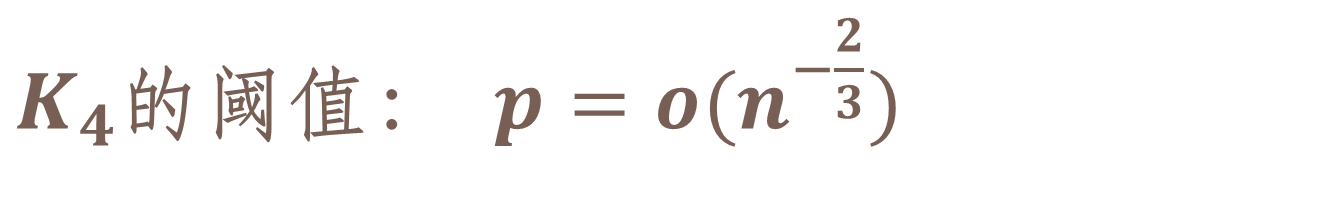 K₄的阈值： p = o(n^{-2/3})